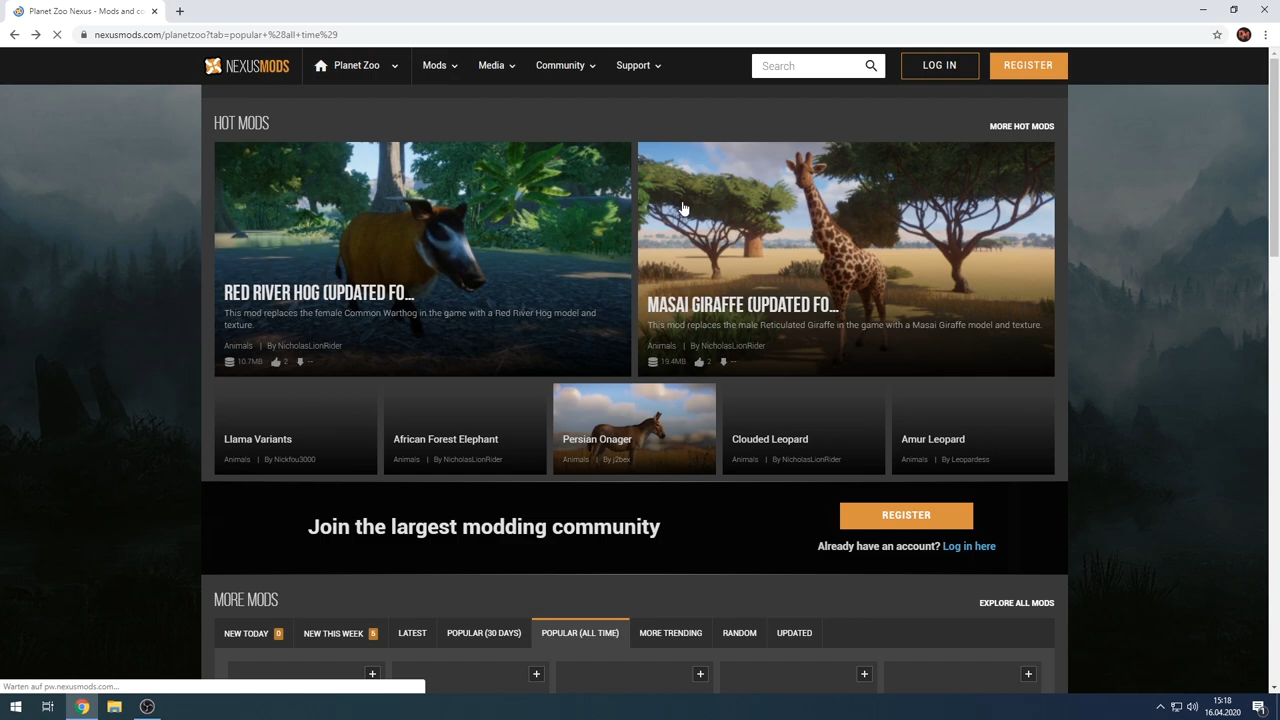 Planet Zoo Nexus - Mods and co
nexusmods.com/planetzoo?tab=popular+%28all+time%29
NEXUSMODS
Planet Zoo
Mods
Media
Community
Support
Search
LOG IN
REGISTER
HOT MODS
MORE HOT MODS
RED RIVER HOG (UPDATED FO...
This mod replaces the female Common Warthog in the game with a Red River Hog model and
texture.
Animals | By NicholasLionRider
10.7MB 2 --
MASAI GIRAFFE (UPDATED FO...
This mod replaces the male Reticulated Giraffe in the game with a Masai Giraffe model and texture.
Animals | By NicholasLionRider
19.4MB 2 --
Llama Variants
Animals | By Nickfou3000
African Forest Elephant
Animals | By NicholasLionRider
Persian Onager
Animals | By j2bex
Clouded Leopard
Animals | By NicholasLionRider
Amur Leopard
Animals | By Leopardess
Join the largest modding community
REGISTER
Already have an account? Log in here
MORE MODS
EXPLORE ALL MODS
NEW TODAY 0
NEW THIS WEEK 5
LATEST
POPULAR (30 DAYS)
POPULAR (ALL TIME)
MORE TRENDING
RANDOM
UPDATED
Warten auf pw.nexusmods.com...
15:18
16.04.2020
1